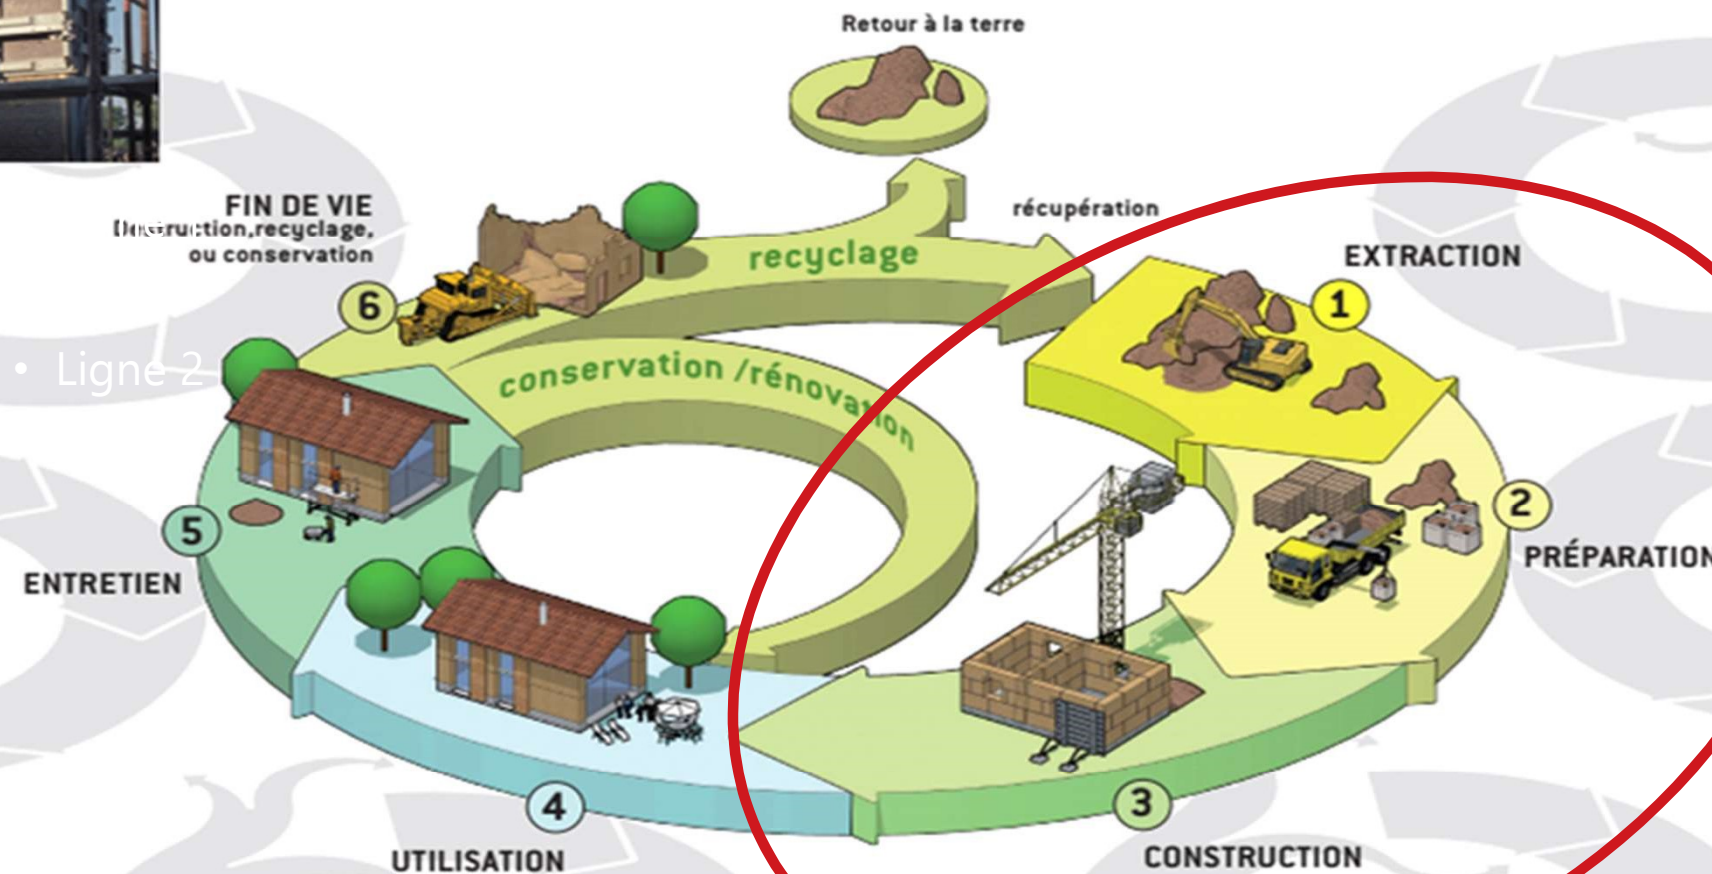 Retour à la terre
récupération
FIN DE VIE
ou conservation
recyclage
EXTRACTION
1
6
• Ligne 2
conservation /rénovation
2
PRÉPARATION
5
ENTRETIEN
4
3
UTILISATION
CONSTRUCTION